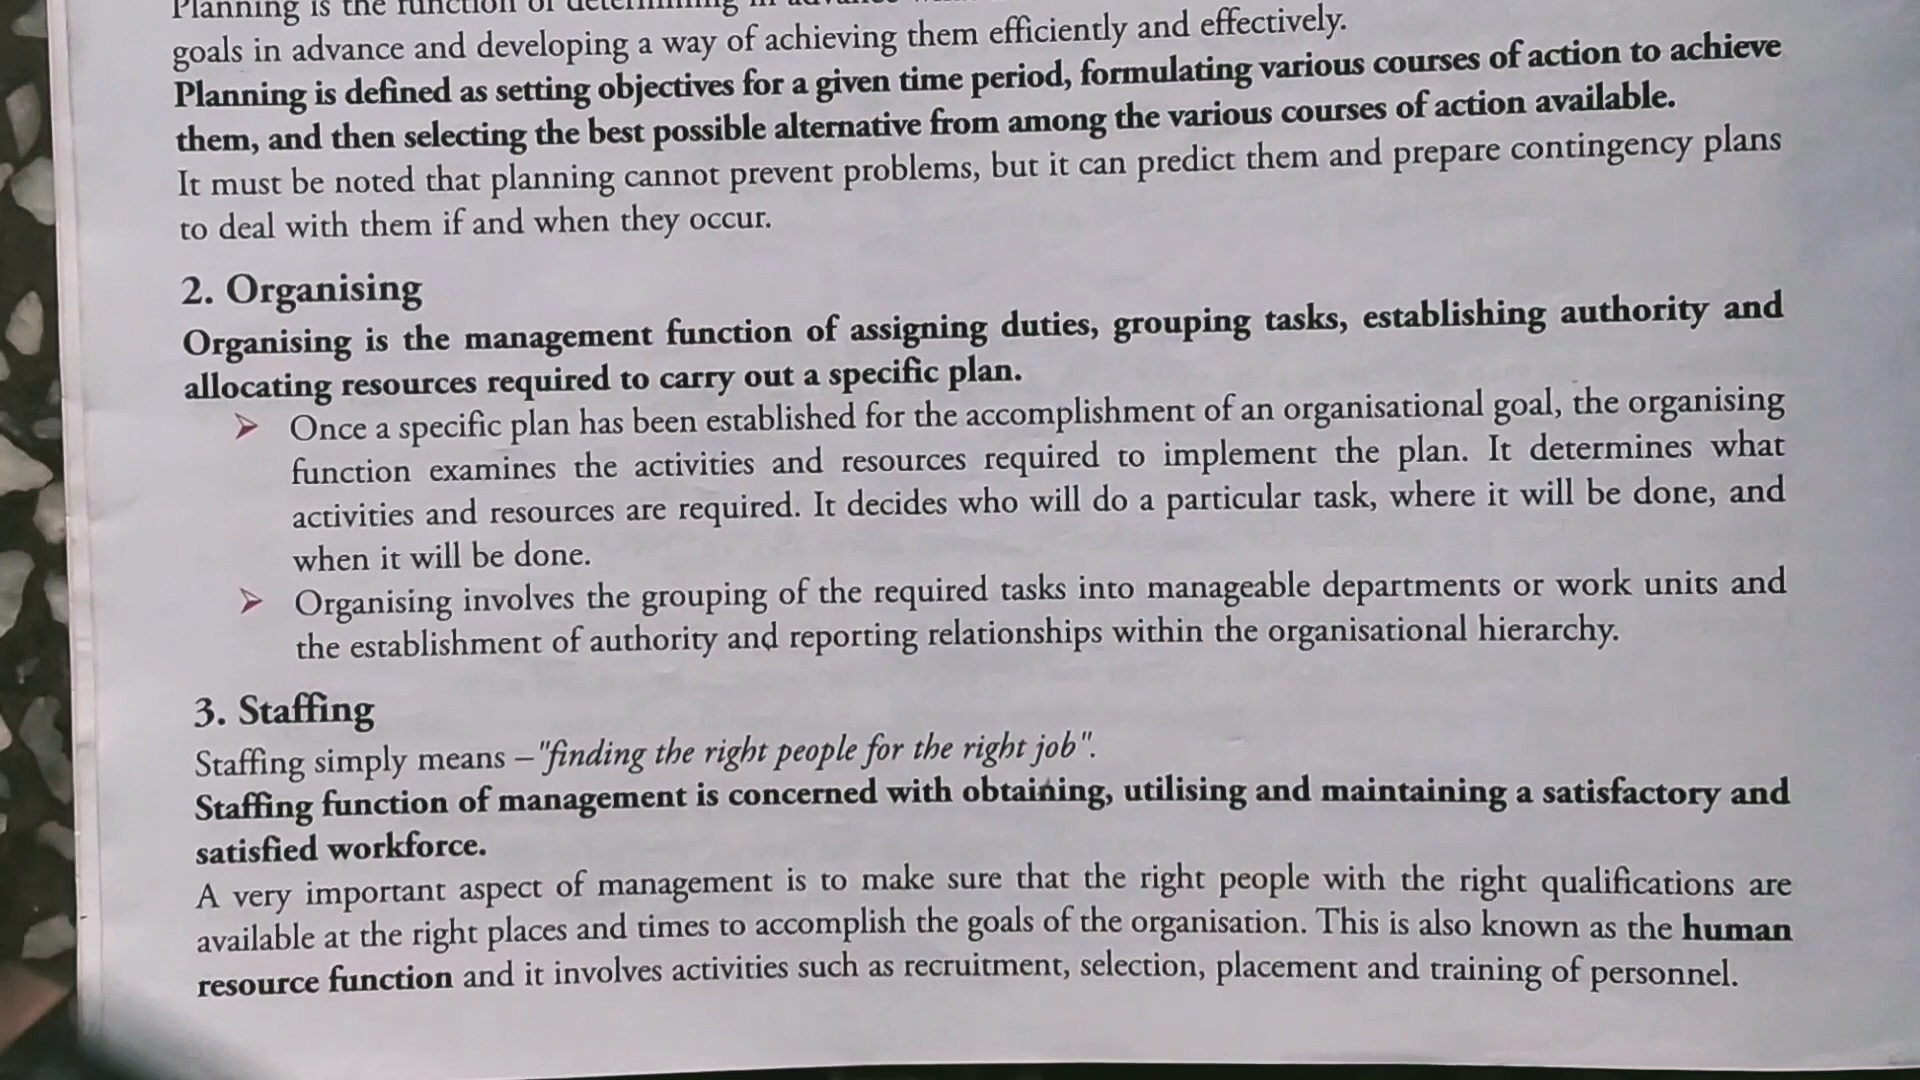 Planning is the function of determining in advance
goals in advance and developing a way of achieving them efficiently and effectively.
Planning is defined as setting objectives for a given time period, formulating various courses of action to achieve
them, and then selecting the best possible alternative from among the various courses of action available.
It must be noted that planning cannot prevent problems, but it can predict them and prepare contingency plans
to deal with them if and when they occur.
2. Organising
Organising is the management function of assigning duties, grouping tasks, establishing authority and
allocating resources required to carry out a specific plan.
➢ Once a specific plan has been established for the accomplishment of an organisational goal, the organising
function examines the activities and resources required to implement the plan. It determines what
activities and resources are required. It decides who will do a particular task, where it will be done, and
when it will be done.
➢ Organising involves the grouping of the required tasks into manageable departments or work units and
the establishment of authority and reporting relationships within the organisational hierarchy.
3. Staffing
Staffing simply means – "finding the right people for the right job".
Staffing function of management is concerned with obtaining, utilising and maintaining a satisfactory and
satisfied workforce.
A very important aspect of management is to make sure that the right people with the right qualifications are
available at the right places and times to accomplish the goals of the organisation. This is also known as the human
resource function and it involves activities such as recruitment, selection, placement and training of personnel.